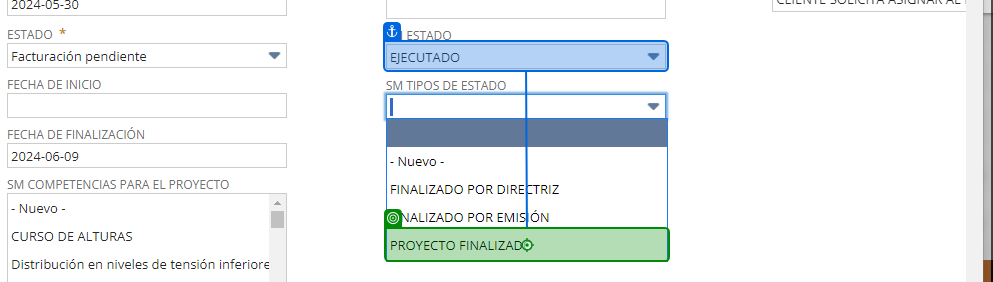 2024-05-30
ESTADO *
Facturación pendiente
FECHA DE INICIO
FECHA DE FINALIZACIÓN
2024-06-09
SM COMPETENCIAS PARA EL PROYECTO
- Nuevo -
CURSO DE ALTURAS
Distribución en niveles de tensión inferiore
ESTADO
EJECUTADO
SM TIPOS DE ESTADO
- Nuevo -
FINALIZADO POR DIRECTRIZ
NALIZADO POR EMISIÓN
PROYECTO FINALIZADO
CLIENTE SOLICITA ASIGNAR AL